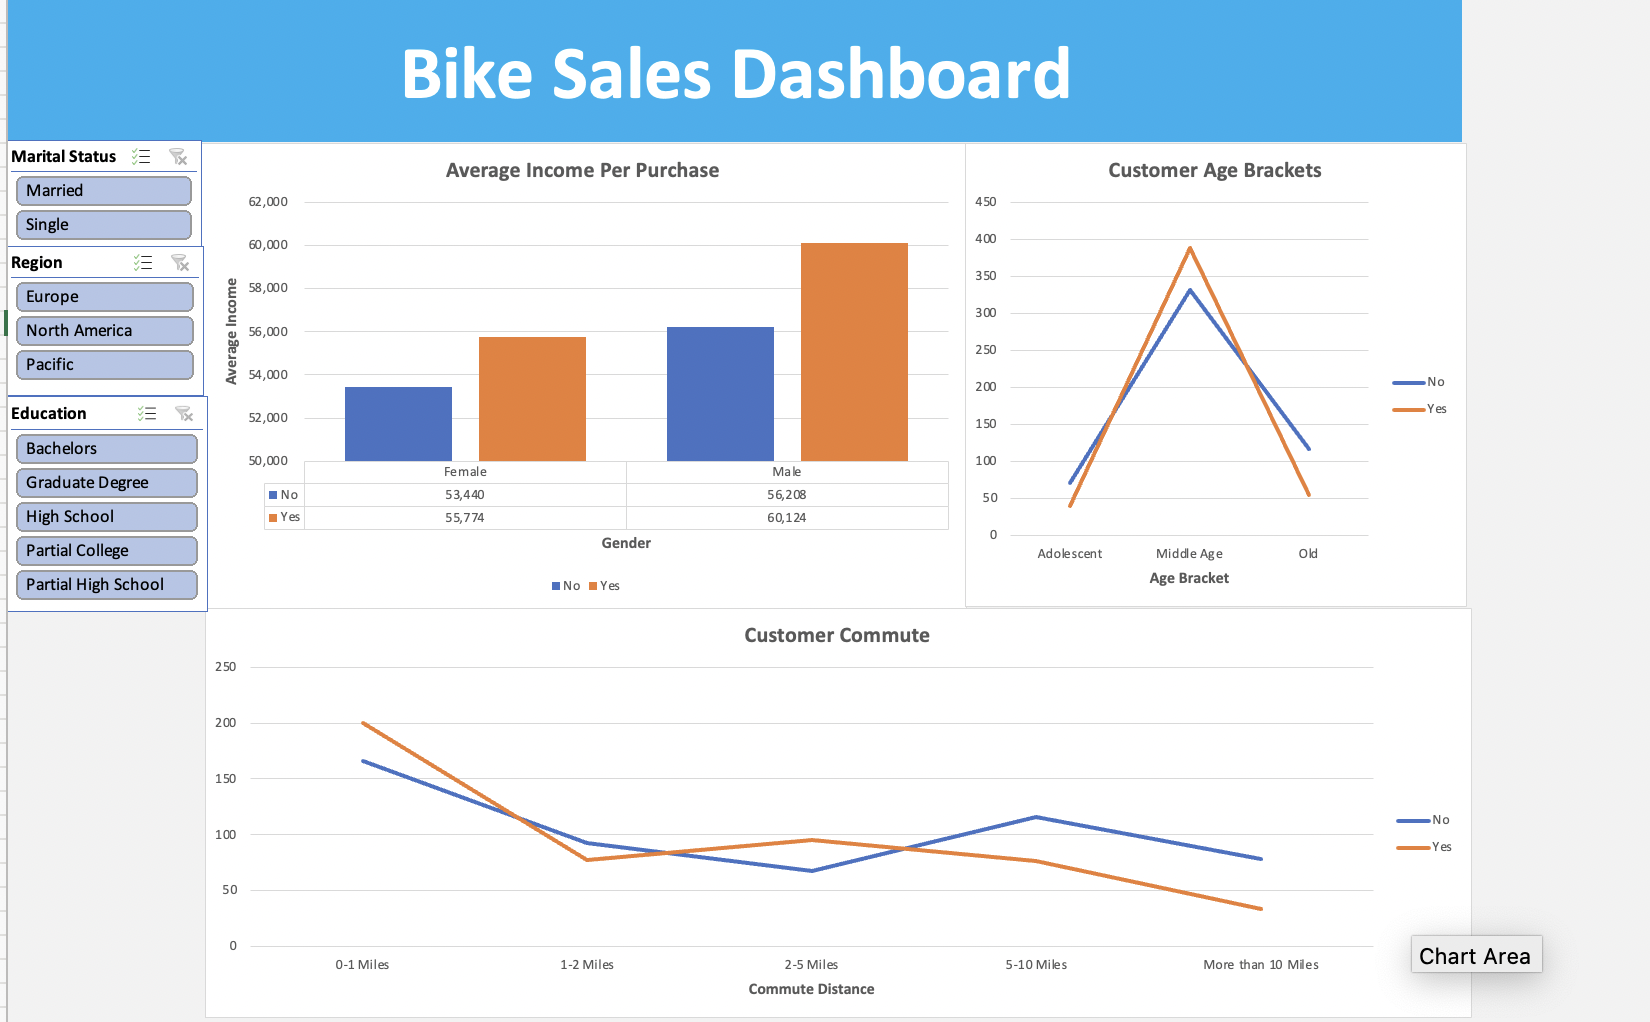 Bike Sales Dashboard
Marital Status
Married
Single
Region
Europe
North America
Pacific
Education
Bachelors
Graduate Degree
High School
Partial College
Partial High School
Average Income Per Purchase
62,000
60,000
58,000
56,000
54,000
52,000
50,000
Average Income
Female Male
No 53,440 56,208
Yes 55,774 60,124
Gender
No Yes
Customer Age Brackets
450
400
350
300
250
200
150
100
50
0
Adolescent Middle Age Old
Age Bracket
No
Yes
Customer Commute
250
200
150
100
50
0
0-1 Miles 1-2 Miles 2-5 Miles 5-10 Miles More than 10 Miles
Commute Distance
No
Yes
Chart Area